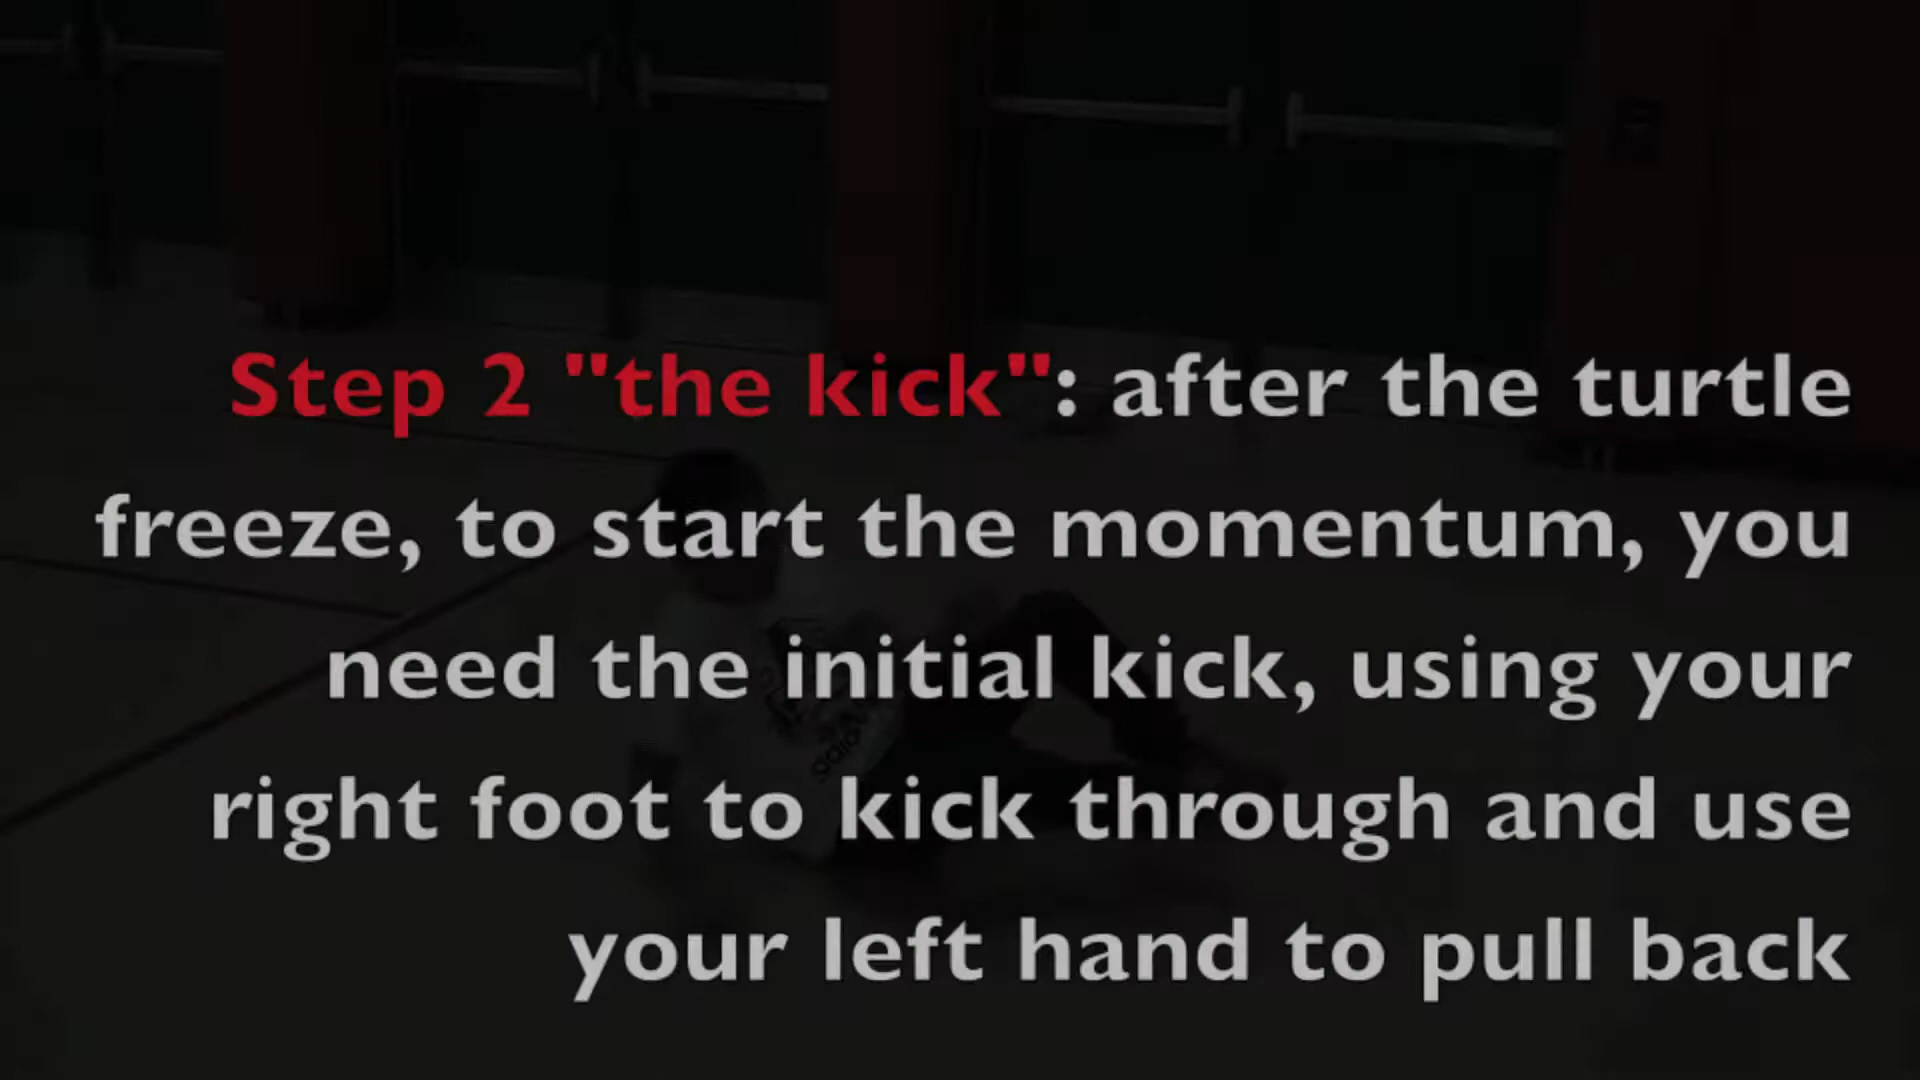 Step 2 "the kick": after the turtle
freeze, to start the momentum, you
need the initial kick, using your
right foot to kick through and use
your left hand to pull back
adidas